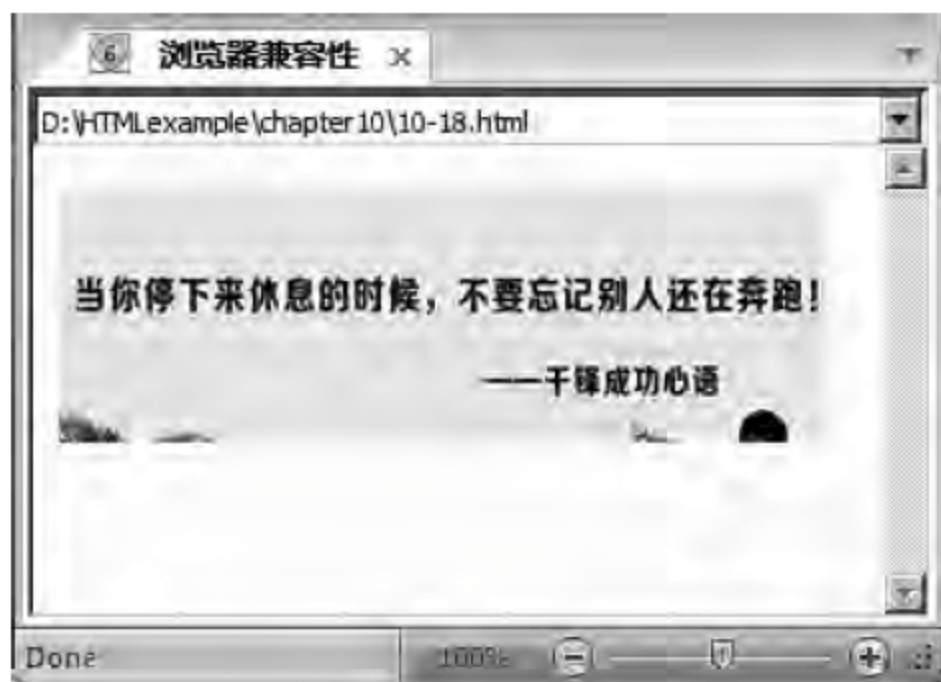 6 浏览器兼容性 ×
D:\HTMLexample\chapter10\10-18.html
当你停下来休息的时候，不要忘记别人还在奔跑！
——千锋成功心语
Done 100%